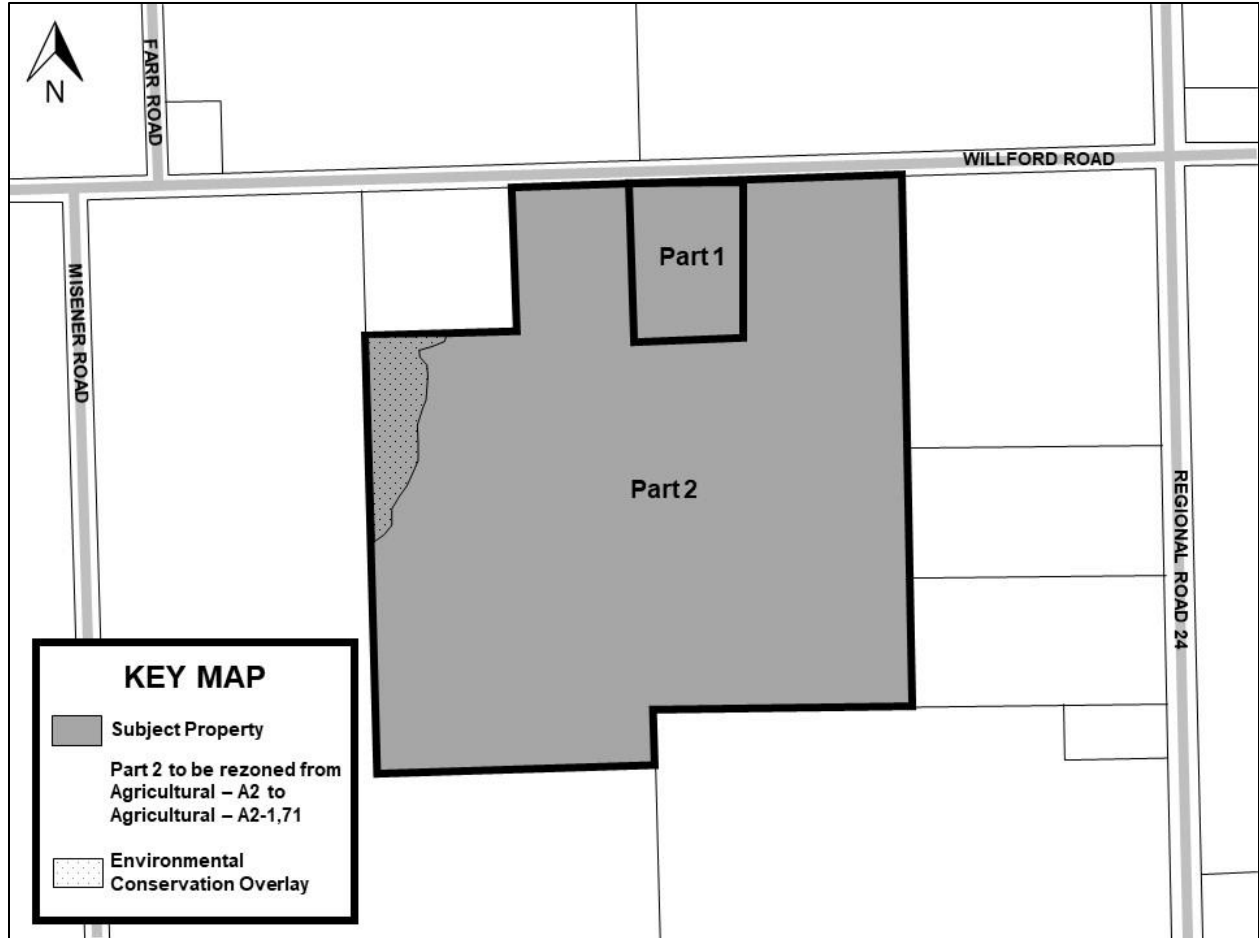 N
FARR ROAD
WILLFORD ROAD
Part 1
MISENER ROAD
Part 2
REGIONAL ROAD 24
KEY MAP
Subject Property
Part 2 to be rezoned from
Agricultural – A2 to
Agricultural – A2-1,71
Environmental
Conservation Overlay